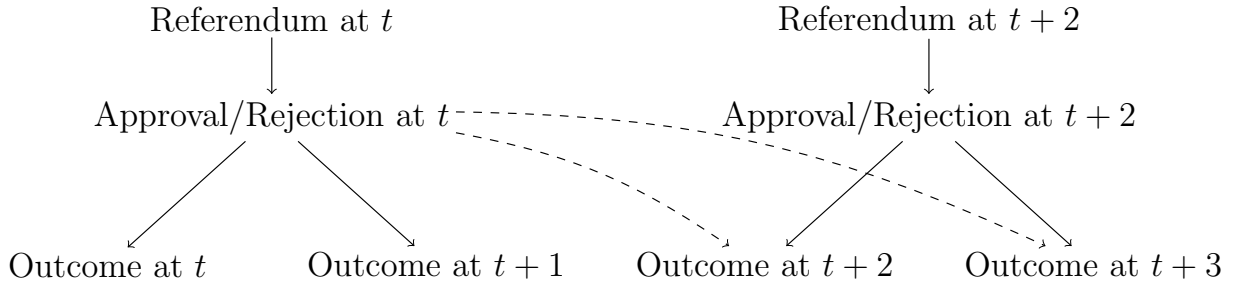 Referendum at t
Referendum at t + 2
Approval/Rejection at t
Approval/Rejection at t + 2
Outcome at t
Outcome at t + 1
Outcome at t + 2
Outcome at t + 3